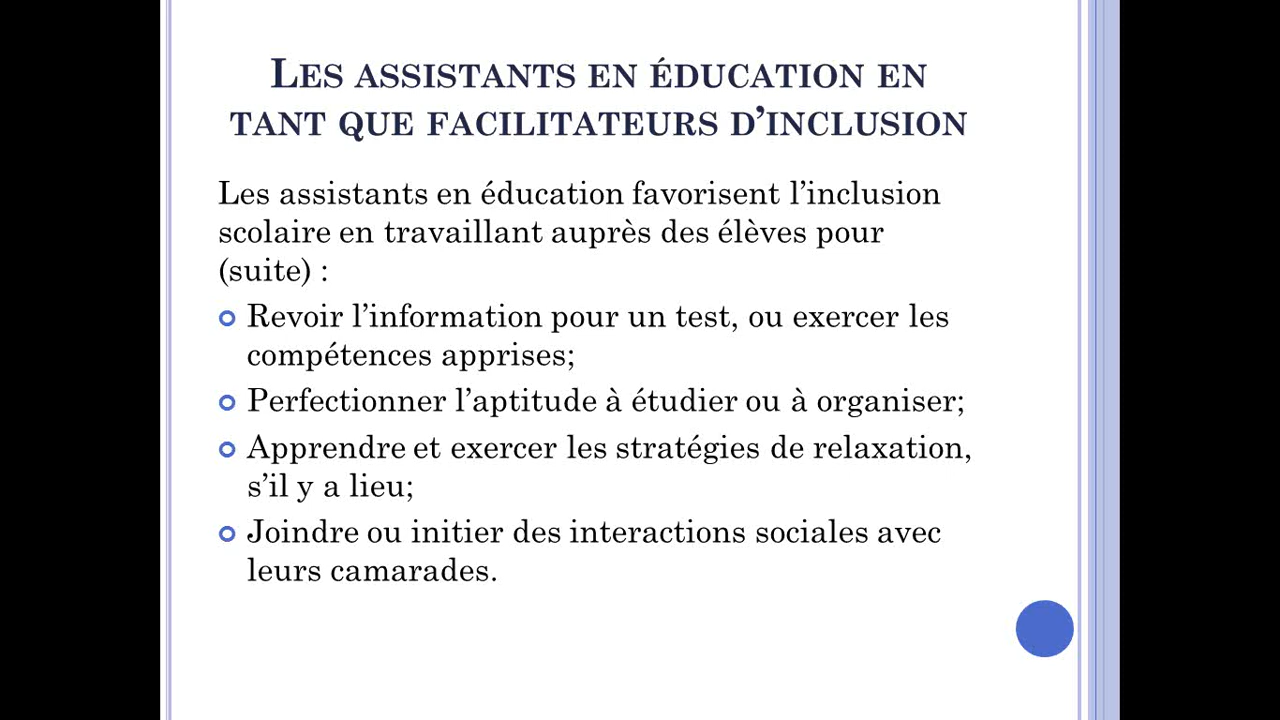 Les assistants en éducation en
tant que facilitateurs d’inclusion
Les assistants en éducation favorisent l’inclusion
scolaire en travaillant auprès des élèves pour
(suite) :
Revoir l’information pour un test, ou exercer les
compétences apprises;
Perfectionner l’aptitude à étudier ou à organiser;
Apprendre et exercer les stratégies de relaxation,
s’il y a lieu;
Joindre ou initier des interactions sociales avec
leurs camarades.